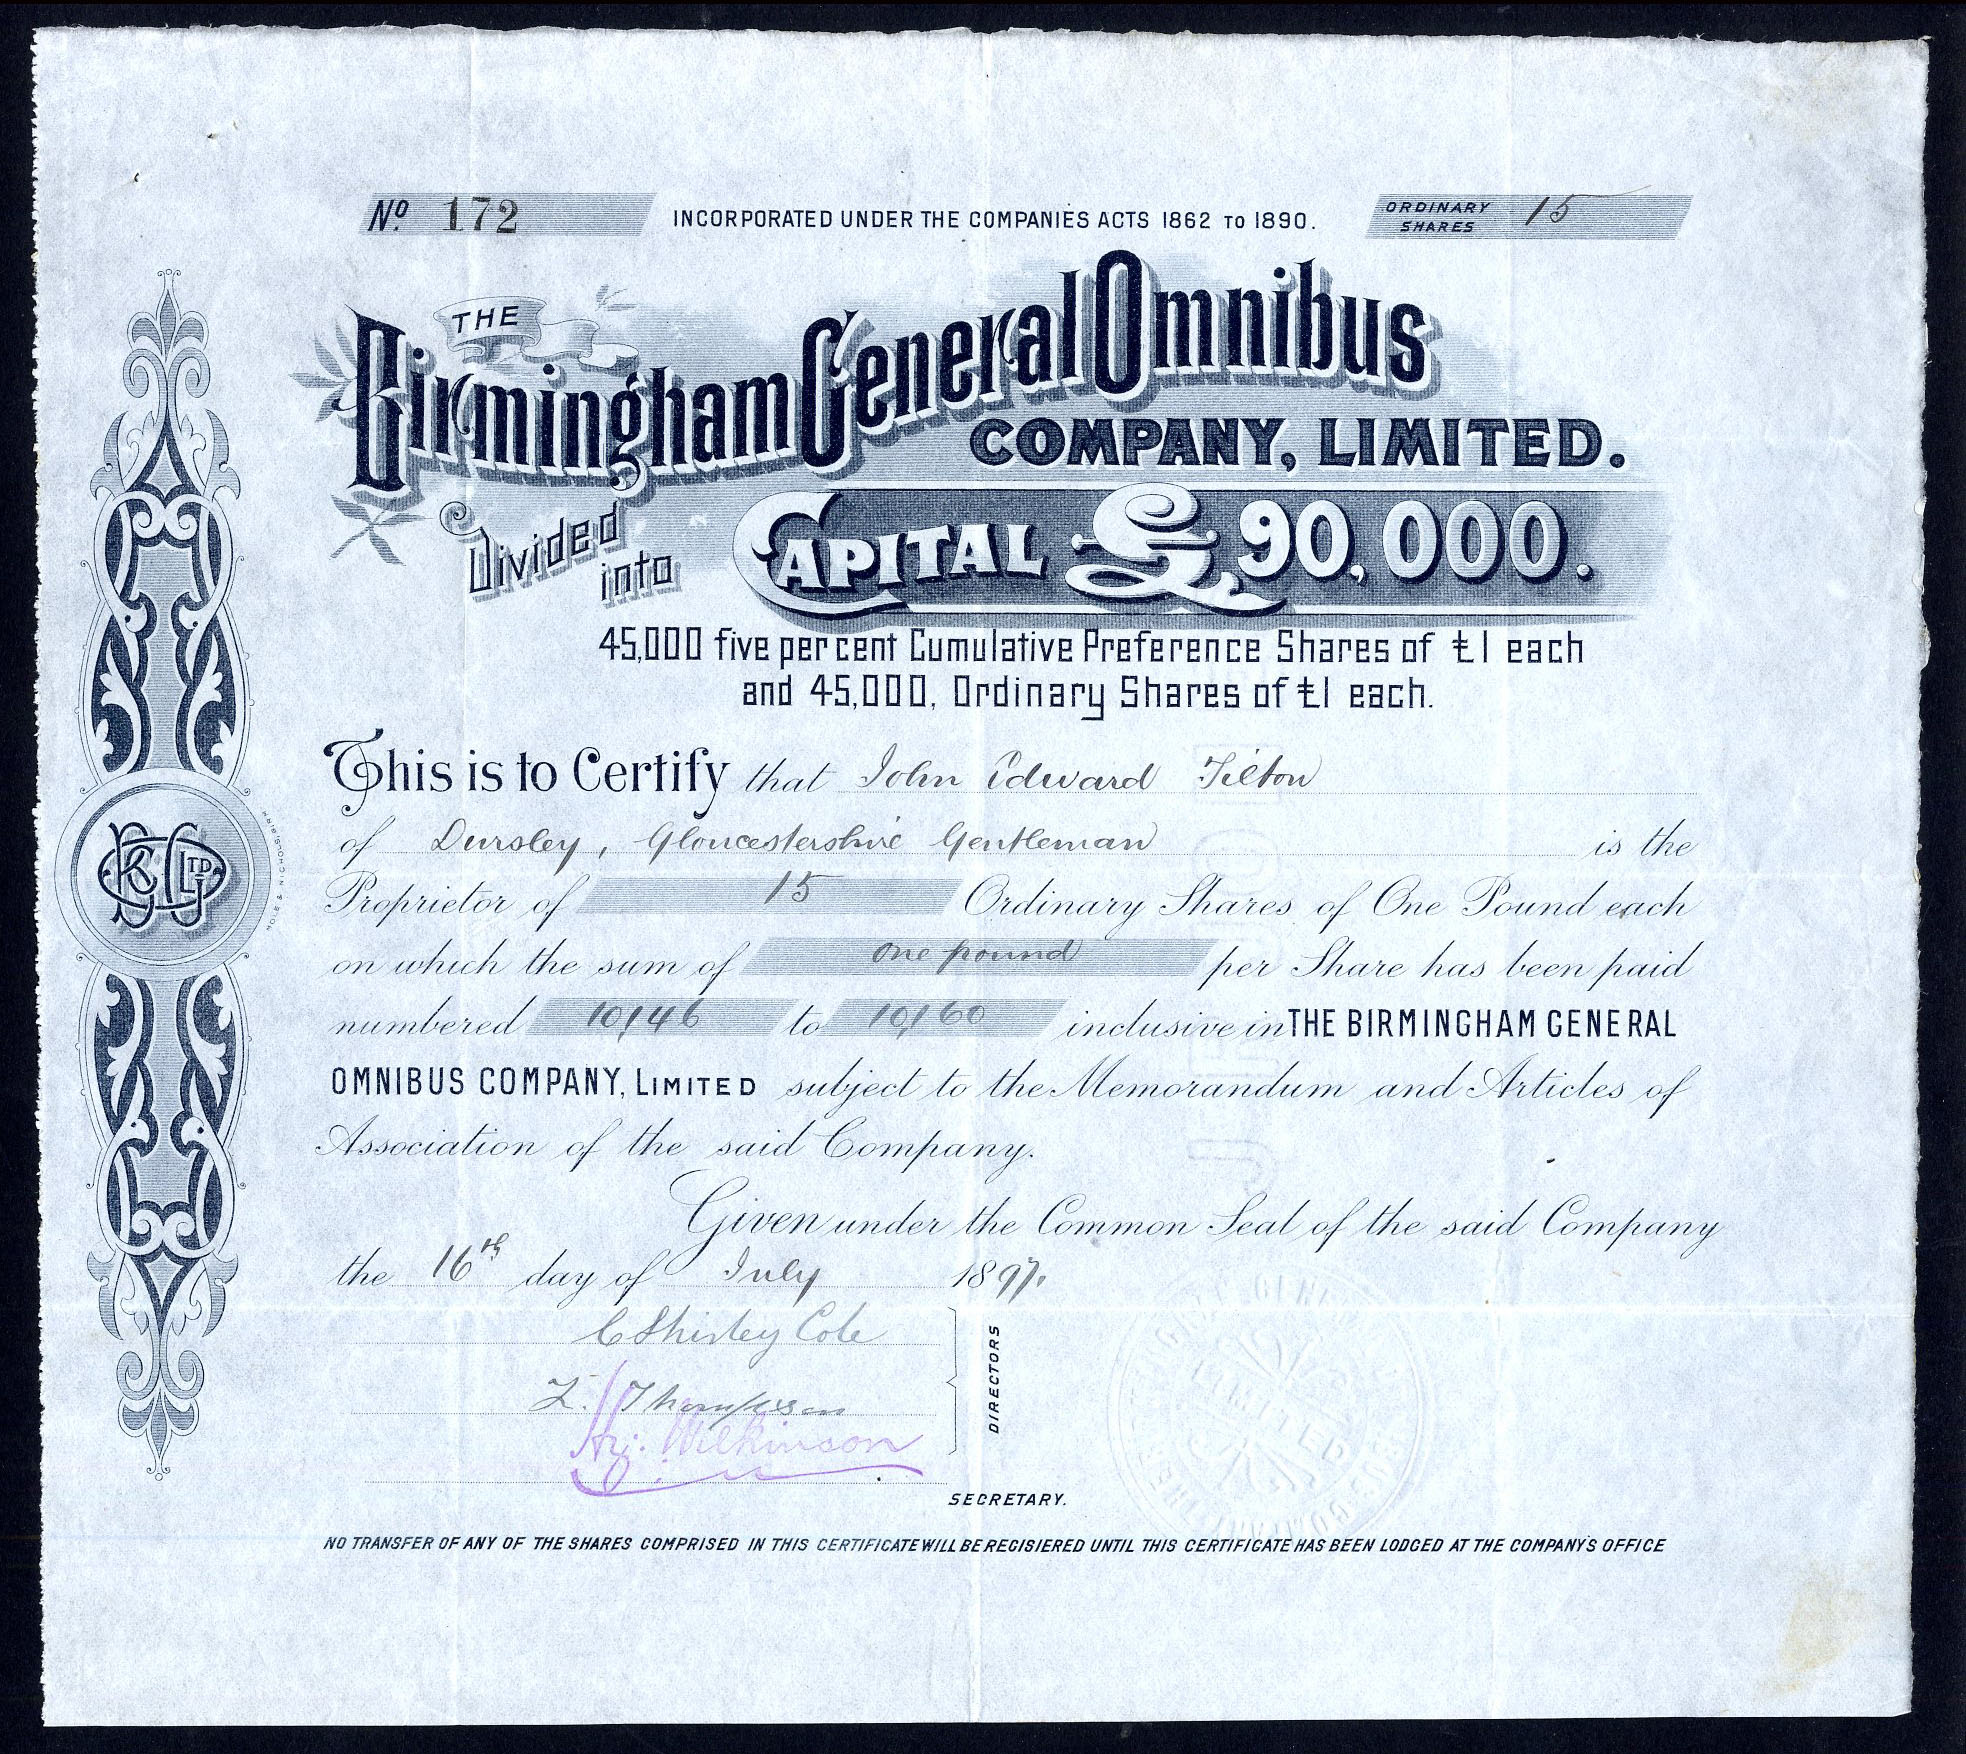 No. 172 INCORPORATED UNDER THE COMPANIES ACTS 1862 TO 1890. ORDINARY SHARES 15
THE
Birmingham General Omnibus
COMPANY, LIMITED.
Divided into CAPITAL £90,000.
45,000 five per cent Cumulative Preference Shares of £1 each
and 45,000, Ordinary Shares of £1 each.
This is to Certify that John Edward Tilton
of Dursley, Gloucestershire Gentleman is the
Proprietor of 15 Ordinary Shares of One Pound each
on which the sum of one pound per Share has been paid
numbered 10146 to 10160 inclusive in THE BIRMINGHAM GENERAL
OMNIBUS COMPANY, LIMITED subject to the Memorandum and Articles of
Association of the said Company.
Given under the Common Seal of the said Company
the 16th day of July 1897.
C Shirley Cole
Thompson
DIRECTORS
Wilkinson
SECRETARY.
NO TRANSFER OF ANY OF THE SHARES COMPRISED IN THIS CERTIFICATE WILL BE REGISIERED UNTIL THIS CERTIFICATE HAS BEEN LODGED AT THE COMPANY'S OFFICE